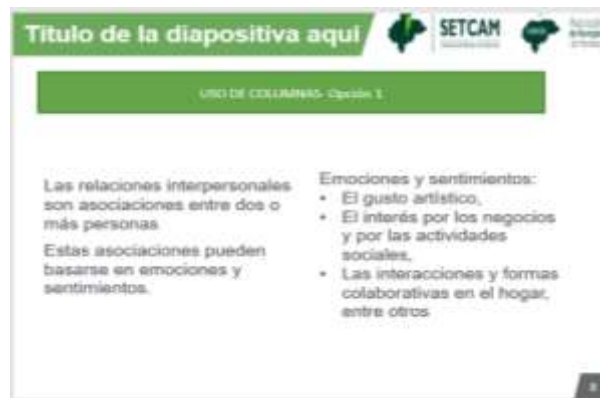 Título de la diapositiva aquí
SETCAM
USO DE COLUMNAS- Opción 1
Las relaciones interpersonales
son asociaciones entre dos o
más personas
Estas asociaciones pueden
basarse en emociones y
sentimientos.
Emociones y sentimientos:
• El gusto artístico,
• El interés por los negocios
y por las actividades
sociales,
• Las interacciones y formas
colaborativas en el hogar,
entre otros